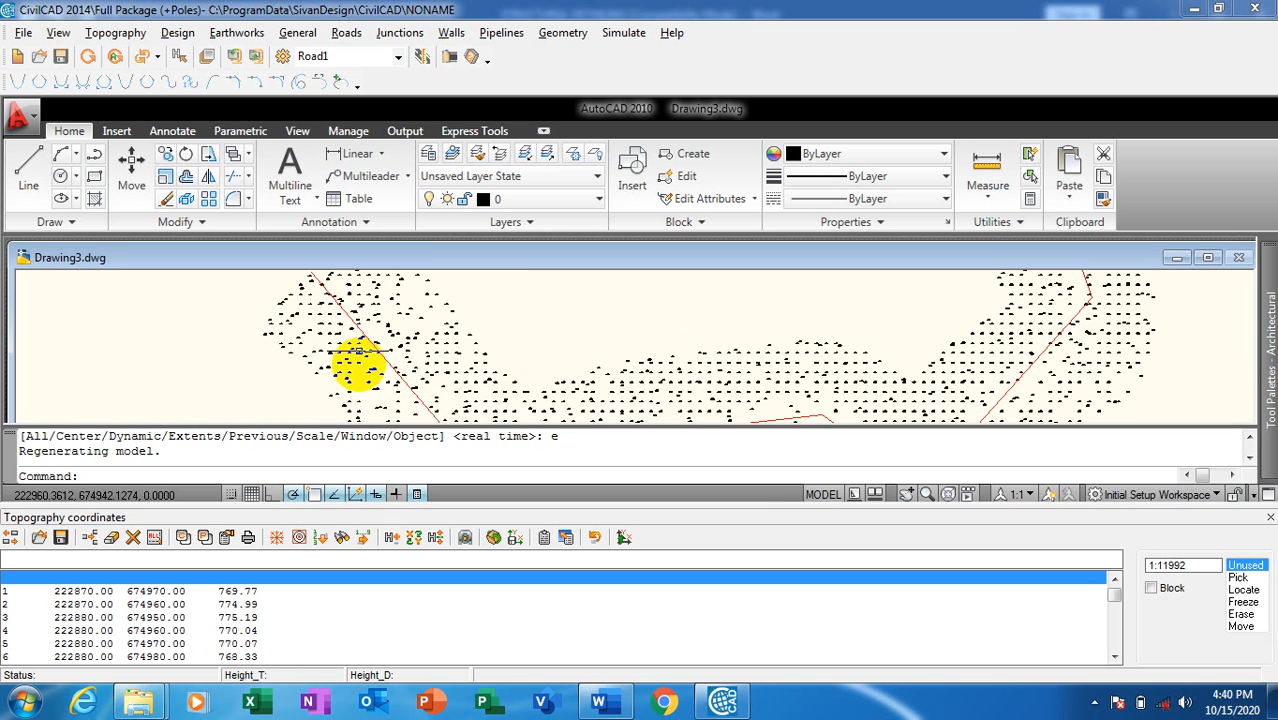 CivilCAD 2014/Full Package (+Poles)- C:\ProgramData\SivanDesign\CivilCAD\NONAME
File View Topography Design Earthworks General Roads Junctions Walls Pipelines Geometry Simulate Help
Road1
AutoCAD 2010 Drawing3.dwg
Home Insert Annotate Parametric View Manage Output Express Tools
Linear Create ByLayer
Line Move Multiline Text Multileader Unsaved Layer State Insert Edit ByLayer Measure Paste
Table 0 Edit Attributes ByLayer
Draw Modify Annotation Layers Block Properties Utilities Clipboard
Drawing3.dwg
Tool Palettes - Architectural
[All/Center/Dynamic/Extents/Previous/Scale/Window/Object] <real time>: e
Regenerating model.
Command:
222960.3612, 674942.1274, 0.0000 MODEL 1:1 Initial Setup Workspace
Topography coordinates
1:11992 Unused
Block Pick
Locate
Freeze
Erase
Move
1 222870.00 674970.00 769.77
2 222870.00 674960.00 774.99
3 222880.00 674950.00 775.19
4 222880.00 674960.00 770.04
5 222880.00 674970.00 770.07
6 222880.00 674980.00 768.33
Status: Height_T: Height_D:
4:40 PM
10/15/2020